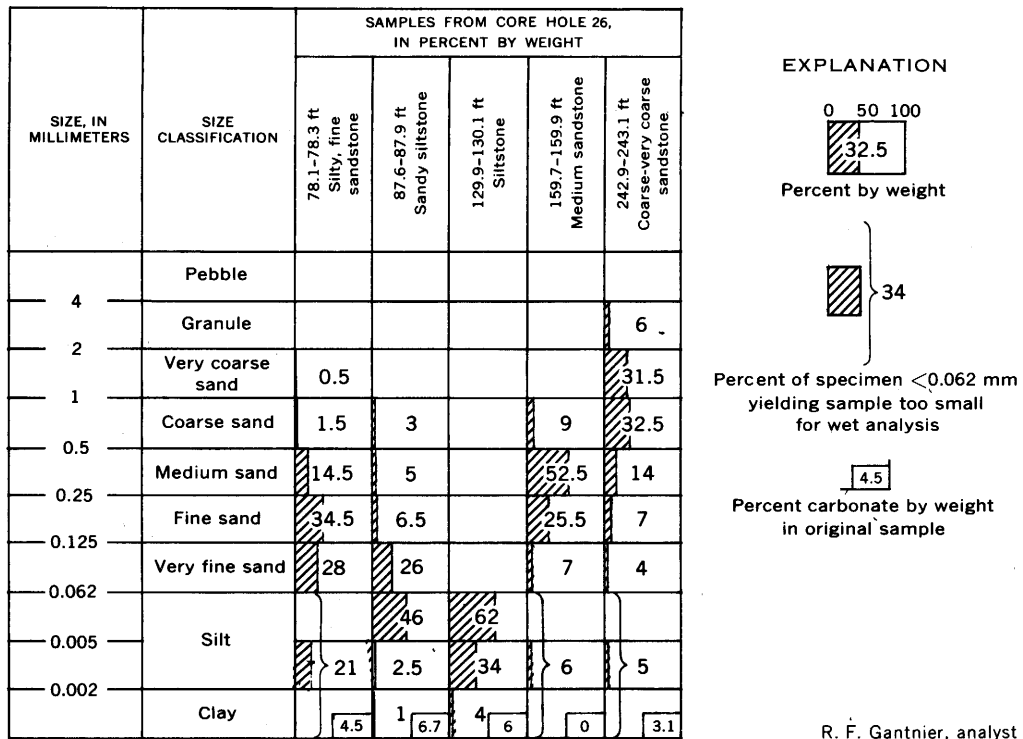 SAMPLES FROM CORE HOLE 26,
IN PERCENT BY WEIGHT
SIZE, IN
MILLIMETERS
SIZE
CLASSIFICATION
78.1–78.3 ft
Silty, fine
sandstone
87.6–87.9 ft
Sandy siltstone
129.9–130.1 ft
Siltstone
159.7–159.9 ft
Medium sandstone
242.9–243.1 ft
Coarse-very coarse
sandstone
Pebble
4
Granule 6
2
Very coarse
sand
0.5 31.5
1
Coarse sand 1.5 3 9 32.5
0.5
Medium sand 14.5 5 52.5 14
0.25
Fine sand 34.5 6.5 25.5 7
0.125
Very fine sand 28 26 7 4
0.062
46 62
Silt
0.005
21 2.5 34 6 5
0.002
Clay 1 4
4.5 6.7 6 0 3.1
EXPLANATION
0 50 100
32.5
Percent by weight
34
Percent of specimen <0.062 mm
yielding sample too small
for wet analysis
4.5
Percent carbonate by weight
in original sample
R. F. Gantnier, analyst